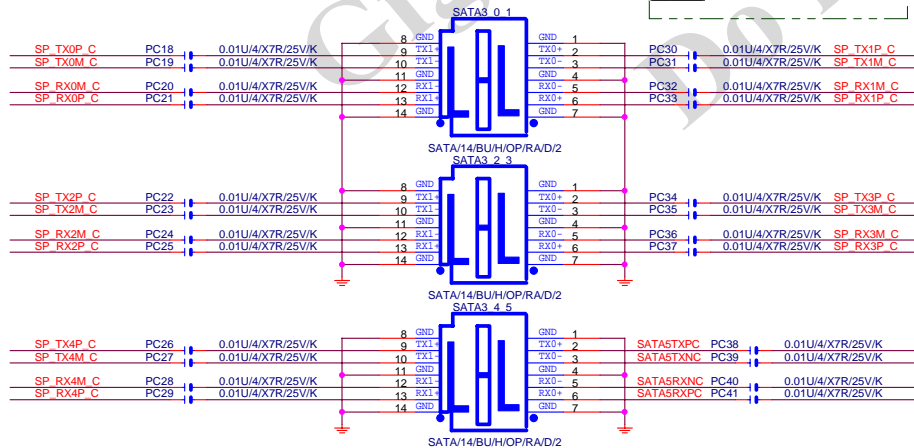 SATA3_0_1
8 GND GND 1
SP_TX0P_C PC18 0.01U/4/X7R/25V/K 9 TX1+ TX0+ 2 PC30 0.01U/4/X7R/25V/K SP_TX1P_C
SP_TX0M_C PC19 0.01U/4/X7R/25V/K 10 TX1- TX0- 3 PC31 0.01U/4/X7R/25V/K SP_TX1M_C
11 GND GND 4
SP_RX0M_C PC20 0.01U/4/X7R/25V/K 12 RX1- RX0- 5 PC32 0.01U/4/X7R/25V/K SP_RX1M_C
SP_RX0P_C PC21 0.01U/4/X7R/25V/K 13 RX1+ RX0+ 6 PC33 0.01U/4/X7R/25V/K SP_RX1P_C
14 GND GND 7
SATA/14/BU/H/OP/RA/D/2
SATA3_2_3
8 GND GND 1
SP_TX2P_C PC22 0.01U/4/X7R/25V/K 9 TX1+ TX0+ 2 PC34 0.01U/4/X7R/25V/K SP_TX3P_C
SP_TX2M_C PC23 0.01U/4/X7R/25V/K 10 TX1- TX0- 3 PC35 0.01U/4/X7R/25V/K SP_TX3M_C
11 GND GND 4
SP_RX2M_C PC24 0.01U/4/X7R/25V/K 12 RX1- RX0- 5 PC36 0.01U/4/X7R/25V/K SP_RX3M_C
SP_RX2P_C PC25 0.01U/4/X7R/25V/K 13 RX1+ RX0+ 6 PC37 0.01U/4/X7R/25V/K SP_RX3P_C
14 GND GND 7
SATA/14/BU/H/OP/RA/D/2
SATA3_4_5
8 GND GND 1
SP_TX4P_C PC26 0.01U/4/X7R/25V/K 9 TX1+ TX0+ 2 SATA5TXPC PC38 0.01U/4/X7R/25V/K
SP_TX4M_C PC27 0.01U/4/X7R/25V/K 10 TX1- TX0- 3 SATA5TXNC PC39 0.01U/4/X7R/25V/K
11 GND GND 4
SP_RX4M_C PC28 0.01U/4/X7R/25V/K 12 RX1- RX0- 5 SATA5RXNC PC40 0.01U/4/X7R/25V/K
SP_RX4P_C PC29 0.01U/4/X7R/25V/K 13 RX1+ RX0+ 6 SATA5RXPC PC41 0.01U/4/X7R/25V/K
14 GND GND 7
SATA/14/BU/H/OP/RA/D/2
Do